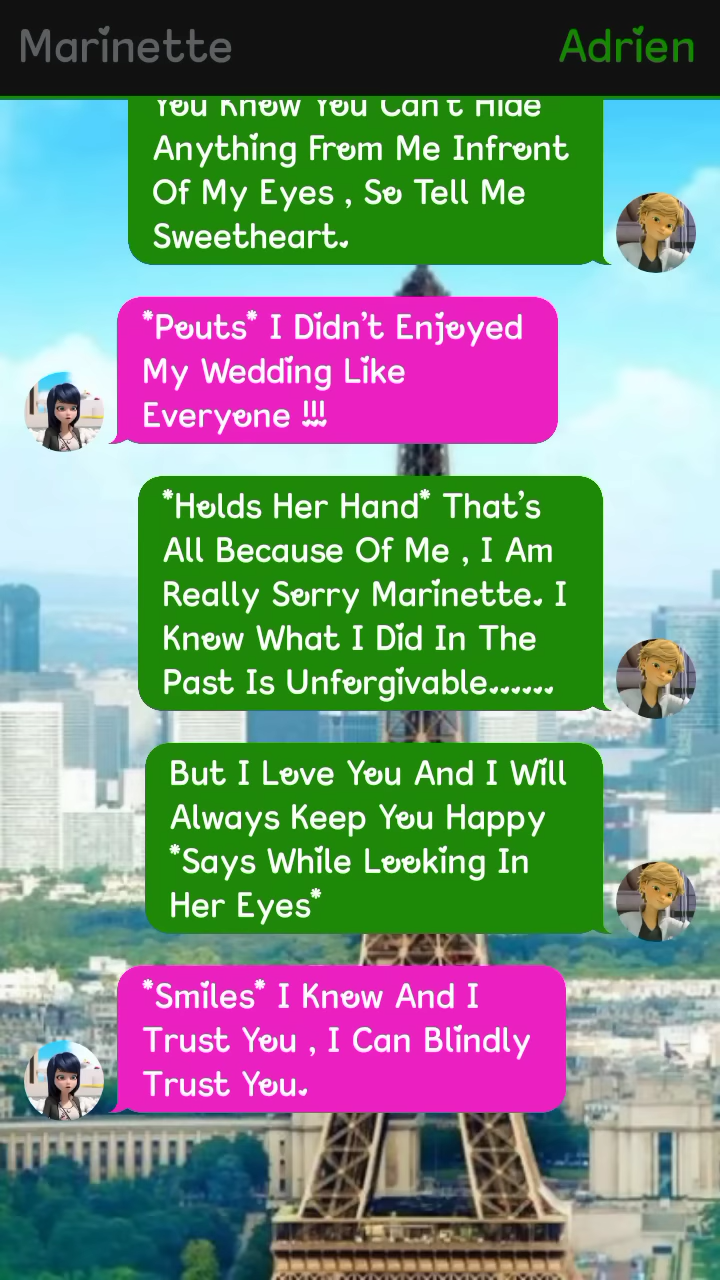 Marinette
Adrien
You Know You Can't Hide
Anything From Me Infront
Of My Eyes , So Tell Me
Sweetheart.
*Pouts* I Didn't Enjoyed
My Wedding Like
Everyone !!!
*Holds Her Hand* That's
All Because Of Me , I Am
Really Sorry Marinette. I
Know What I Did In The
Past Is Unforgivable......
But I Love You And I Will
Always Keep You Happy
*Says While Looking In
Her Eyes*
*Smiles* I Know And I
Trust You , I Can Blindly
Trust You.